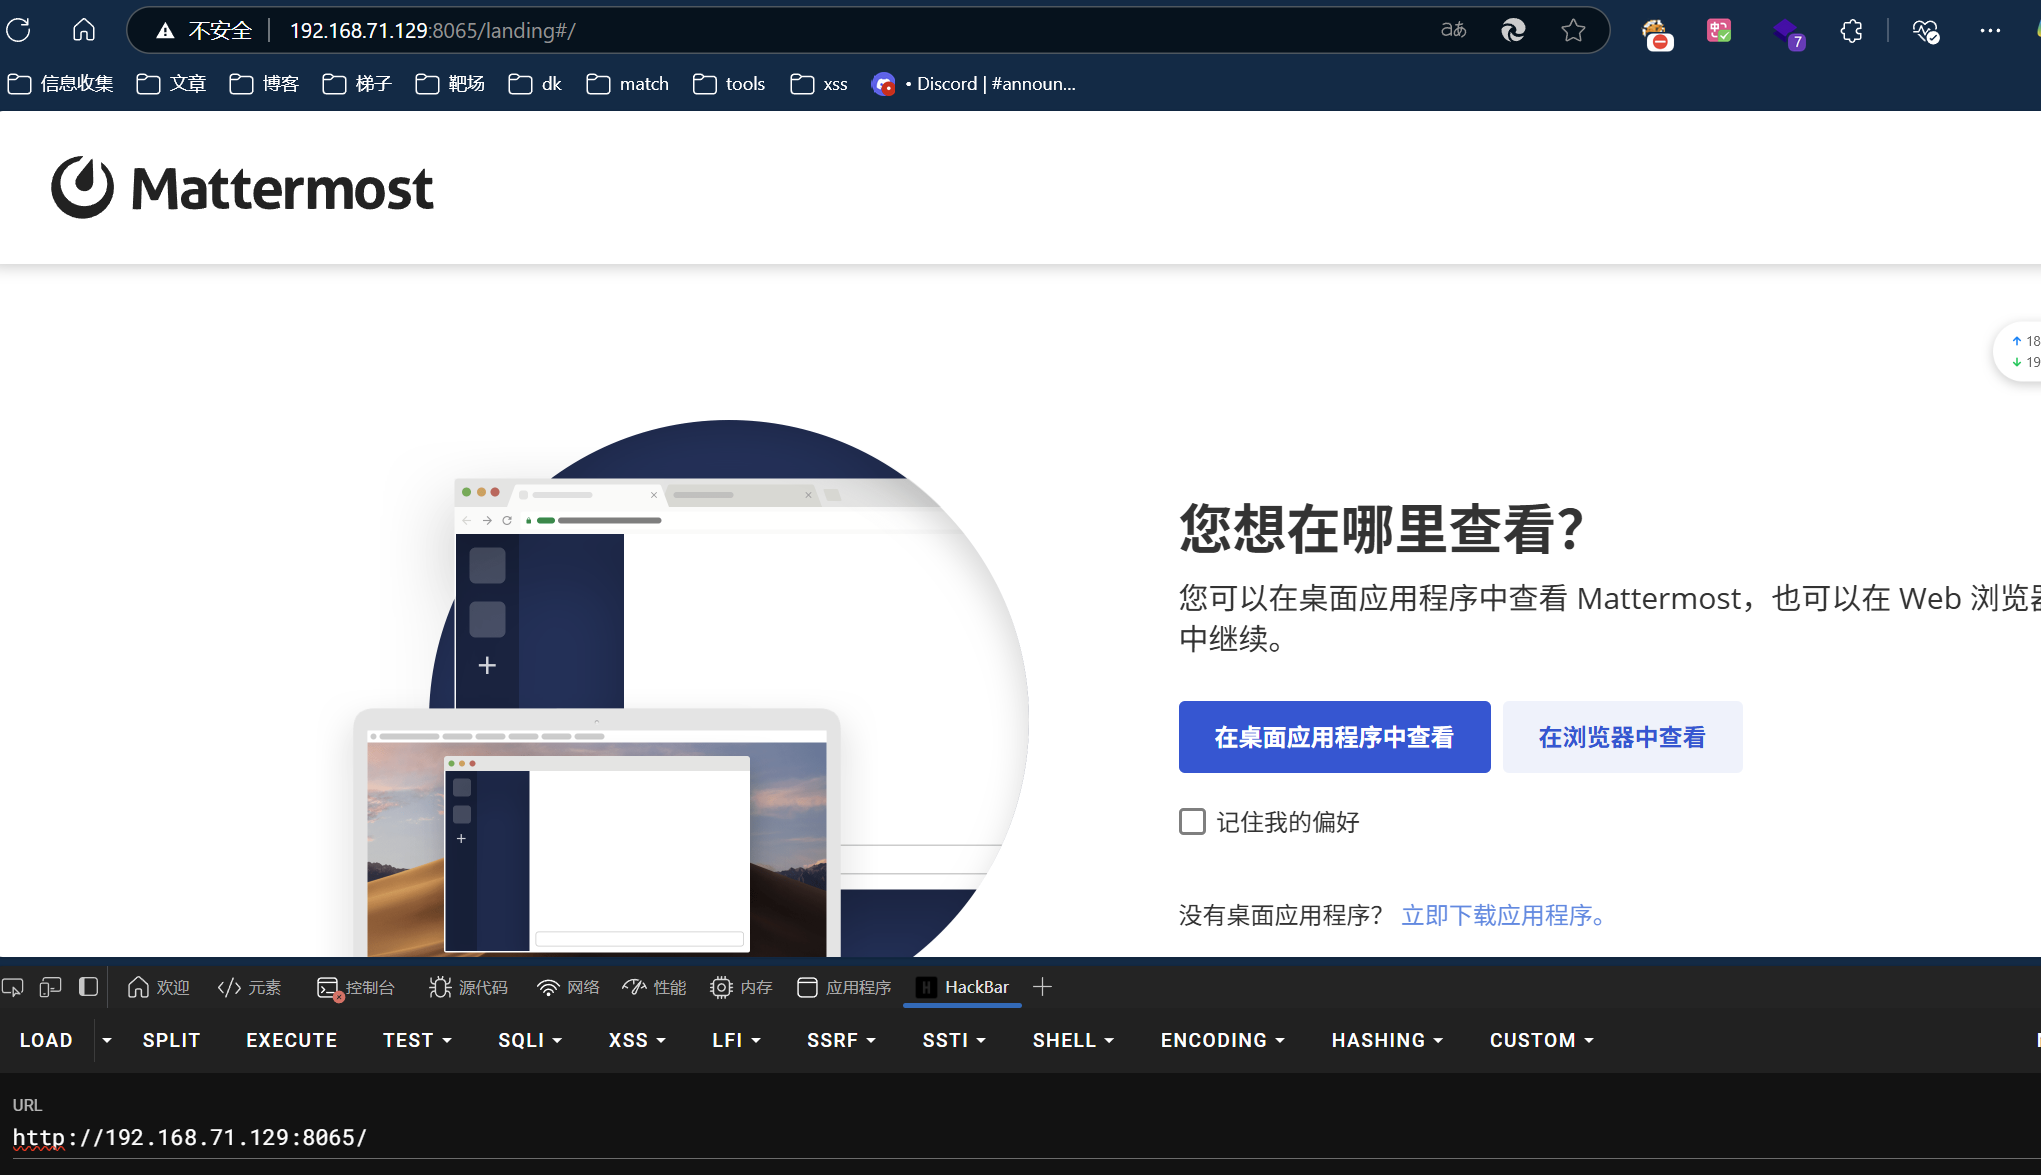 不安全 | 192.168.71.129:8065/landing#/ aあ
7
信息收集 文章 博客 梯子 靶场 dk match tools xss • Discord | #announ...
Mattermost
↑ 18
↓ 19
您想在哪里查看？
您可以在桌面应用程序中查看 Mattermost，也可以在 Web 浏览器
中继续。
在桌面应用程序中查看 在浏览器中查看
记住我的偏好
没有桌面应用程序？ 立即下载应用程序。
欢迎 元素 控制台 源代码 网络 性能 内存 应用程序 HackBar
LOAD SPLIT EXECUTE TEST SQLI XSS LFI SSRF SSTI SHELL ENCODING HASHING CUSTOM
URL
http://192.168.71.129:8065/